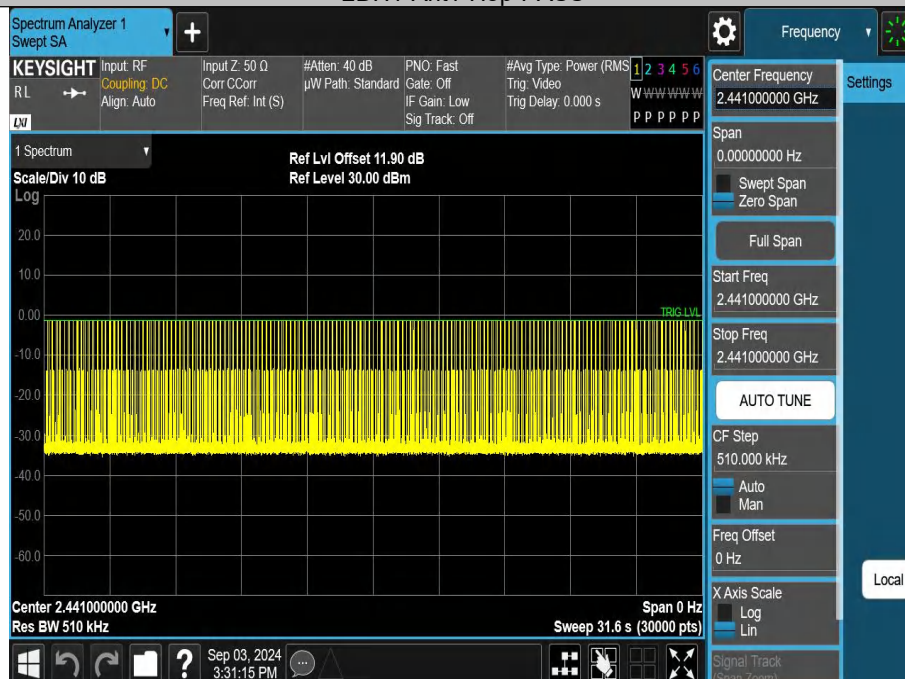 Spectrum Analyzer 1
Swept SA
Frequency
KEYSIGHT
RL
LXI
Input: RF
Coupling: DC
Align: Auto
Input Z: 50 Ω
Corr CCorr
Freq Ref: Int (S)
#Atten: 40 dB
µW Path: Standard
PNO: Fast
Gate: Off
IF Gain: Low
Sig Track: Off
#Avg Type: Power (RMS
Trig: Video
Trig Delay: 0.000 s
1 2 3 4 5 6
W W W W W W
P P P P P P
Settings
1 Spectrum
Scale/Div 10 dB
Log
Ref Lvl Offset 11.90 dB
Ref Level 30.00 dBm
20.0
10.0
0.00
TRIG LVL
-10.0
-20.0
-30.0
-40.0
-50.0
-60.0
Center 2.441000000 GHz
Res BW 510 kHz
Span 0 Hz
Sweep 31.6 s (30000 pts)
Center Frequency
2.441000000 GHz
Span
0.00000000 Hz
Swept Span
Zero Span
Full Span
Start Freq
2.441000000 GHz
Stop Freq
2.441000000 GHz
AUTO TUNE
CF Step
510.000 kHz
Auto
Man
Freq Offset
0 Hz
X Axis Scale
Log
Lin
Signal Track
(Span Zoom)
Local
?
Sep 03, 2024
3:31:15 PM